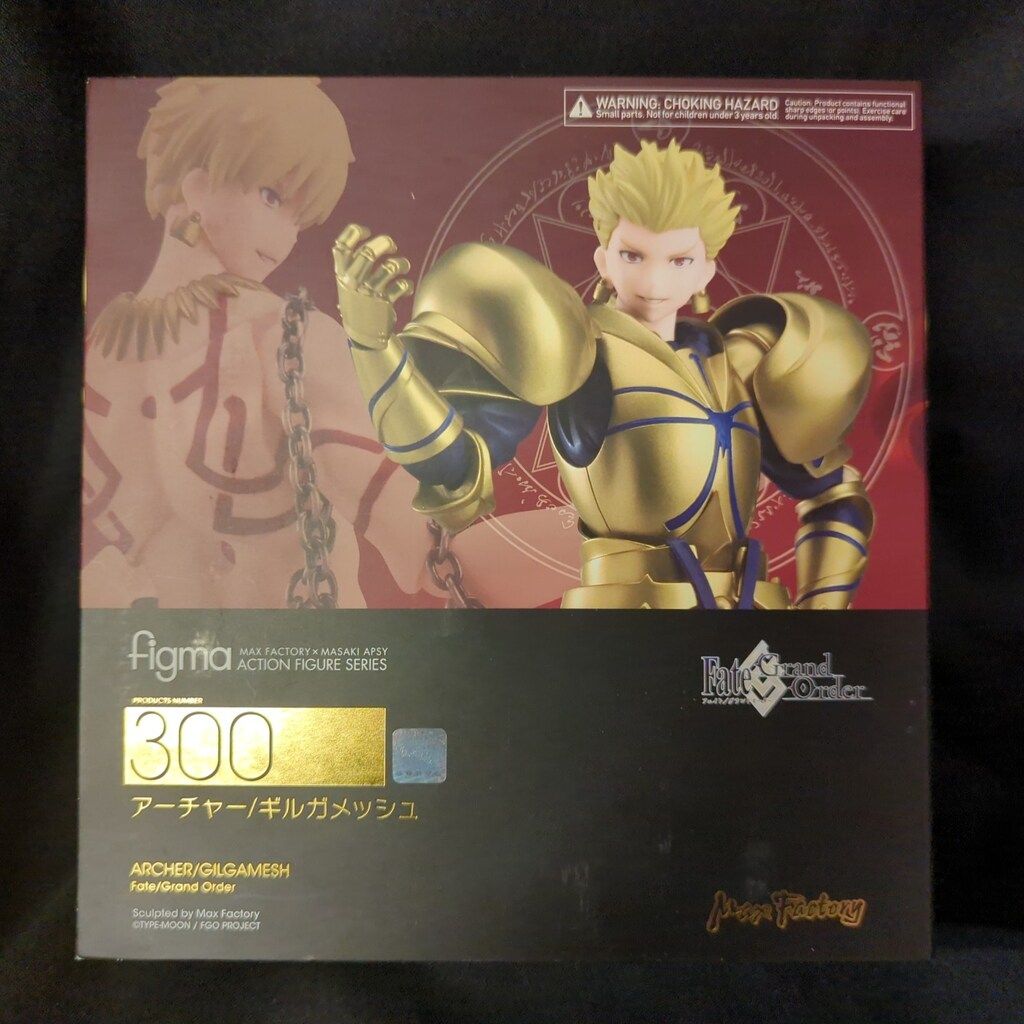 WARNING: CHOKING HAZARD
Small parts. Not for children under 3 years old.
Caution: Product contains functional
sharp edges or points. Exercise care
during unpacking and assembly.
figma
MAX FACTORY × MASAKI APSY
ACTION FIGURE SERIES
Fate/Grand
Order
PRODUCTS NUMBER
300
アーチャー/ギルガメッシュ
ARCHER/GILGAMESH
Fate/Grand Order
Sculpted by Max Factory
©TYPE-MOON / FGO PROJECT
Max Factory